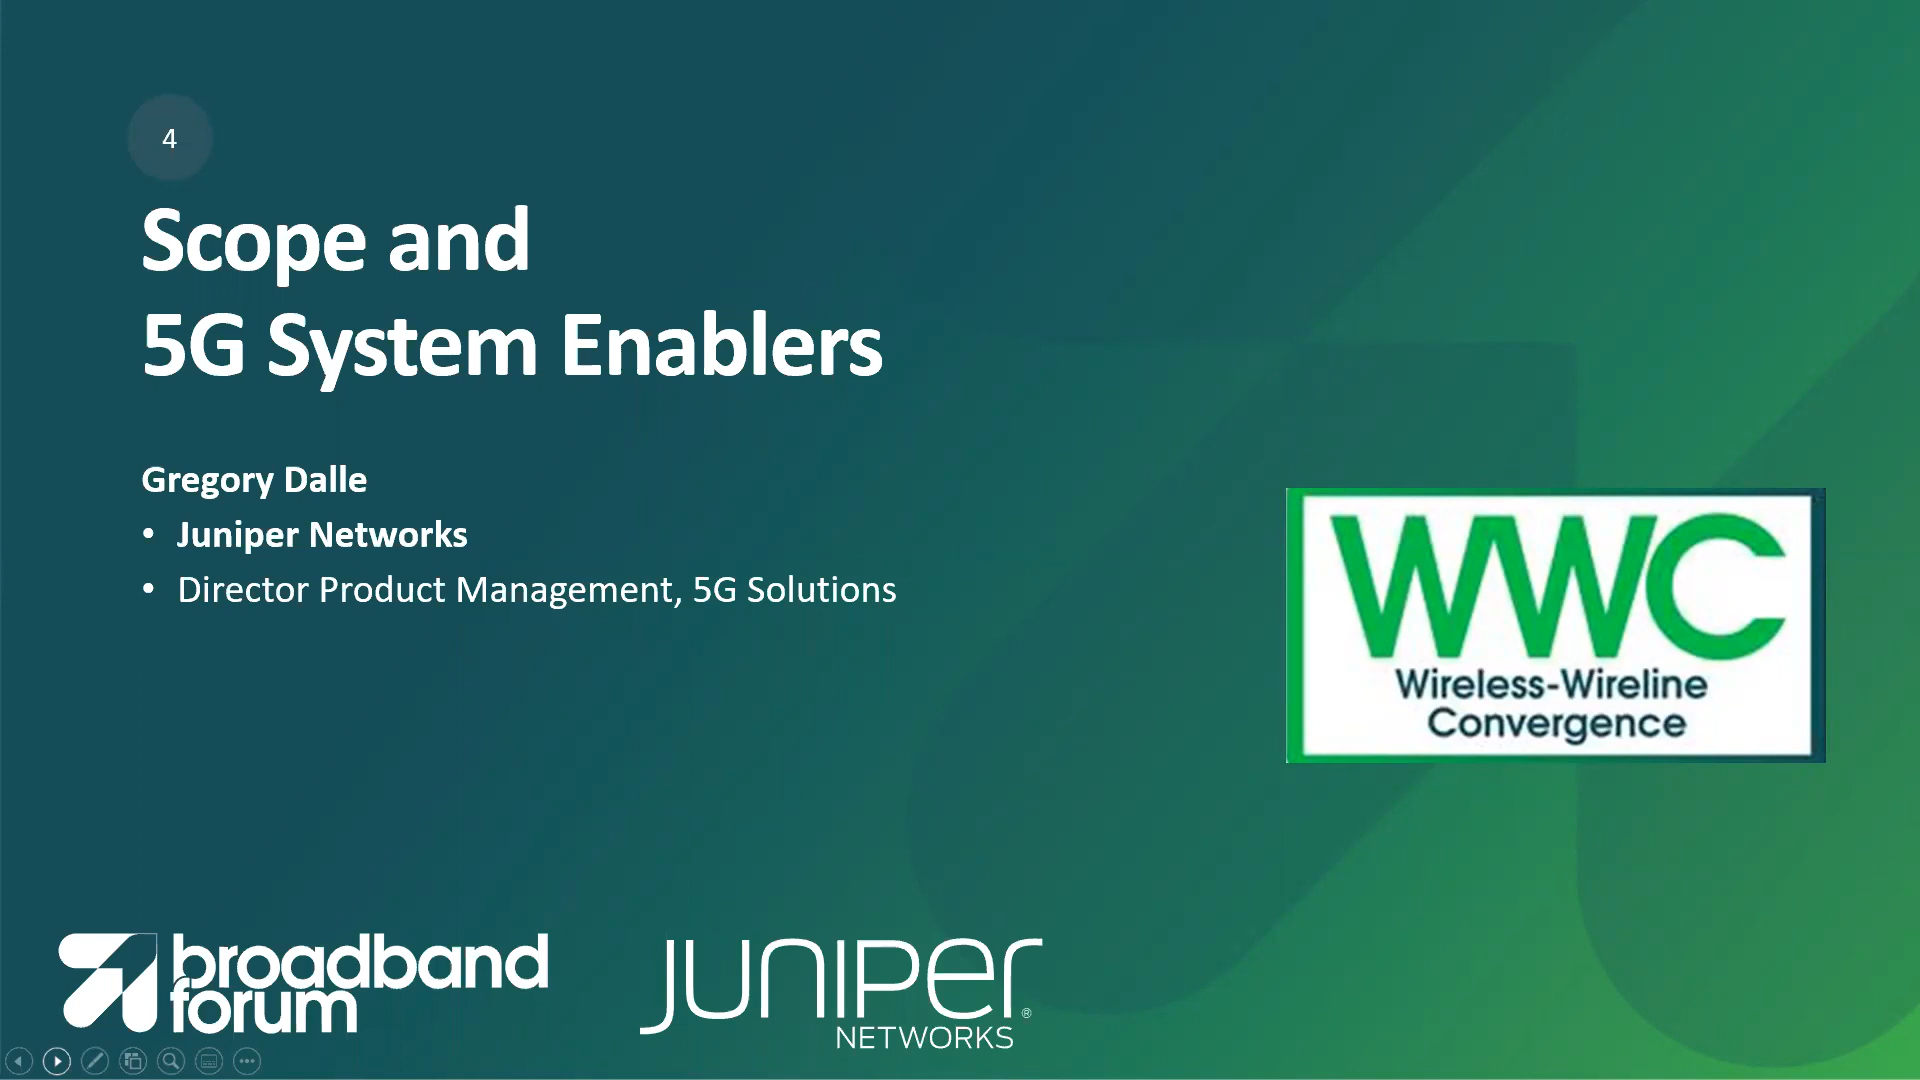 4
Scope and
5G System Enablers
Gregory Dalle
• Juniper Networks
• Director Product Management, 5G Solutions
WWC
Wireless-Wireline
Convergence
broadband
forum
JUNIPer®
NETWORKS